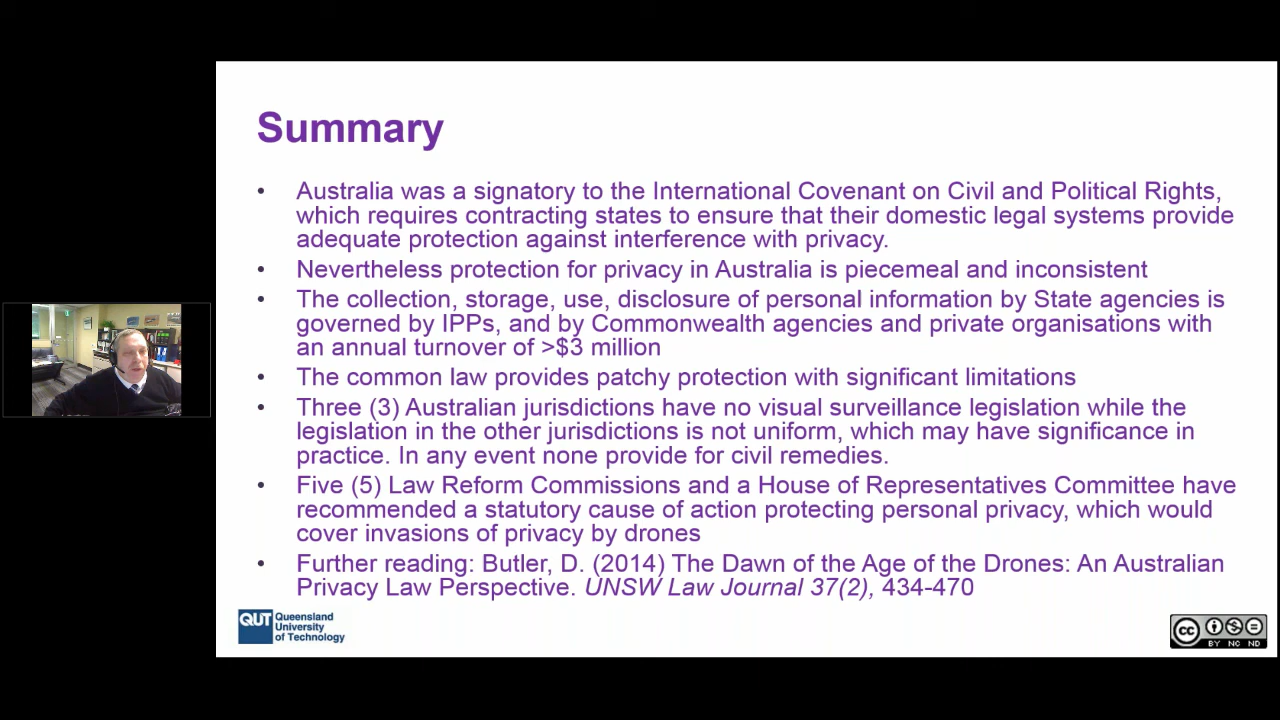 Summary
• Australia was a signatory to the International Covenant on Civil and Political Rights,
which requires contracting states to ensure that their domestic legal systems provide
adequate protection against interference with privacy.
• Nevertheless protection for privacy in Australia is piecemeal and inconsistent
• The collection, storage, use, disclosure of personal information by State agencies is
governed by IPPs, and by Commonwealth agencies and private organisations with
an annual turnover of >$3 million
• The common law provides patchy protection with significant limitations
• Three (3) Australian jurisdictions have no visual surveillance legislation while the
legislation in the other jurisdictions is not uniform, which may have significance in
practice. In any event none provide for civil remedies.
• Five (5) Law Reform Commissions and a House of Representatives Committee have
recommended a statutory cause of action protecting personal privacy, which would
cover invasions of privacy by drones
• Further reading: Butler, D. (2014) The Dawn of the Age of the Drones: An Australian
Privacy Law Perspective. UNSW Law Journal 37(2), 434-470
QUT
Queensland
University
of Technology
cc
BY NC ND